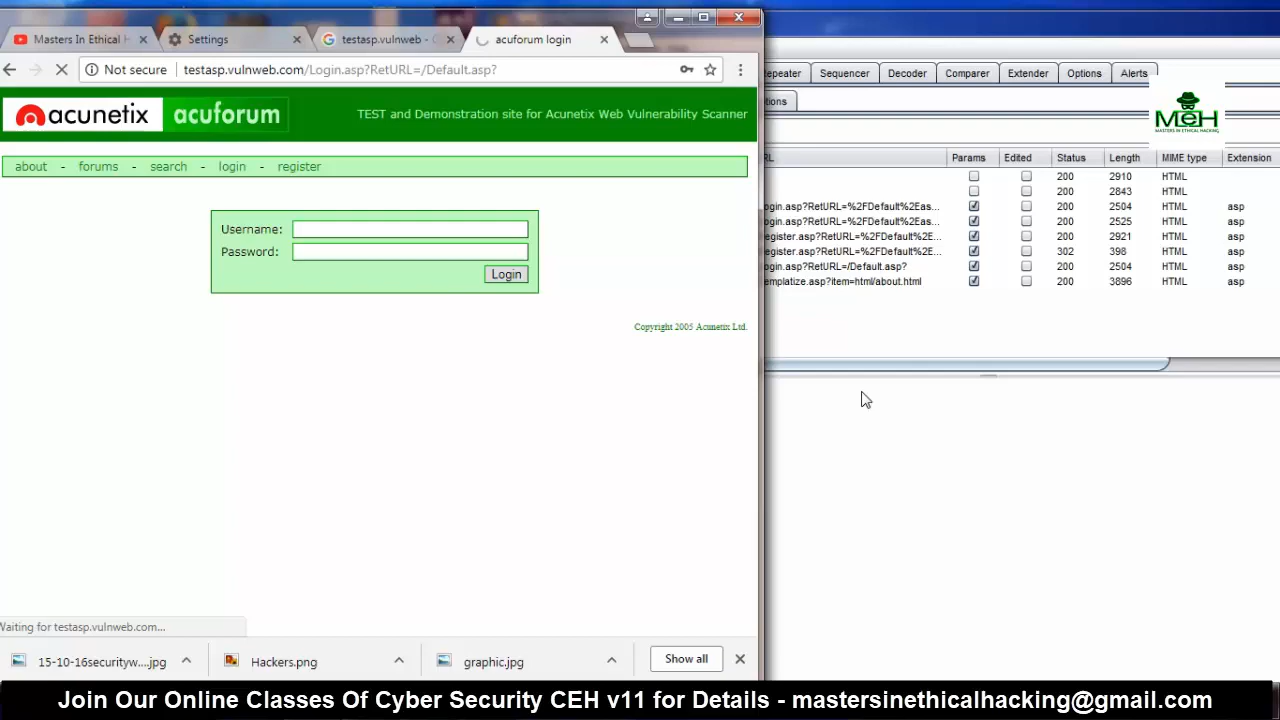 Masters In Ethical H
Settings
testasp.vulnweb - G
acuforum login
Not secure
testasp.vulnweb.com/Login.asp?RetURL=/Default.asp?
acunetix
acuforum
TEST and Demonstration site for Acunetix Web Vulnerability Scanner
about - forums - search - login - register
Username:
Password:
Login
Copyright 2005 Acunetix Ltd.
Waiting for testasp.vulnweb.com...
15-10-16securityw....jpg
Hackers.png
graphic.jpg
Show all
epeater Sequencer Decoder Comparer Extender Options Alerts
tions
MEH
MASTERS IN ETHICAL HACKING
RL Params Edited Status Length MIME type Extension
200 2910 HTML
200 2843 HTML
ogin.asp?RetURL=%2FDefault%2Eas... 200 2504 HTML asp
ogin.asp?RetURL=%2FDefault%2Eas... 200 2525 HTML asp
egister.asp?RetURL=%2FDefault%2E... 200 2921 HTML asp
egister.asp?RetURL=%2FDefault%2E... 302 398 HTML asp
ogin.asp?RetURL=/Default.asp? 200 2504 HTML asp
emplatize.asp?item=html/about.html 200 3896 HTML asp
Join Our Online Classes Of Cyber Security CEH v11 for Details - mastersinethicalhacking@gmail.com